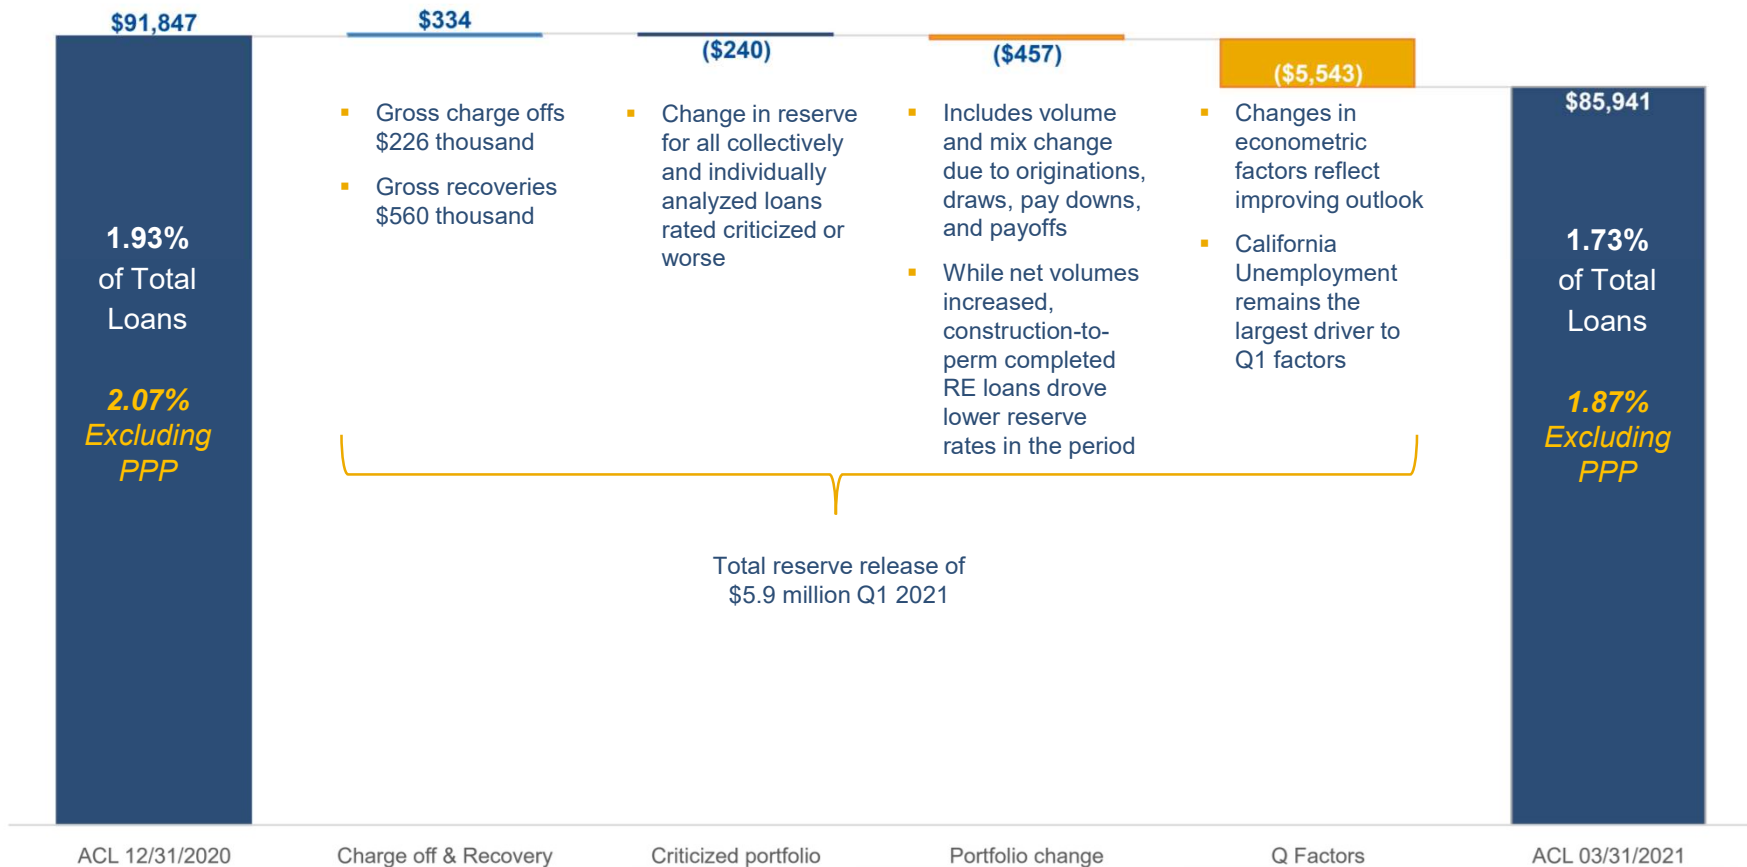 $91,847
1.93%
of Total
Loans
2.07%
Excluding
PPP
$334
▪ Gross charge offs
$226 thousand
▪ Gross recoveries
$560 thousand
($240)
▪ Change in reserve
for all collectively
and individually
analyzed loans
rated criticized or
worse
($457)
▪ Includes volume
and mix change
due to originations,
draws, pay downs,
and payoffs
▪ While net volumes
increased,
construction-to-
perm completed
RE loans drove
lower reserve
rates in the period
($5,543)
▪ Changes in
econometric
factors reflect
improving outlook
▪ California
Unemployment
remains the
largest driver to
Q1 factors
$85,941
1.73%
of Total
Loans
1.87%
Excluding
PPP
Total reserve release of
$5.9 million Q1 2021
ACL 12/31/2020
Charge off & Recovery
Criticized portfolio
Portfolio change
Q Factors
ACL 03/31/2021